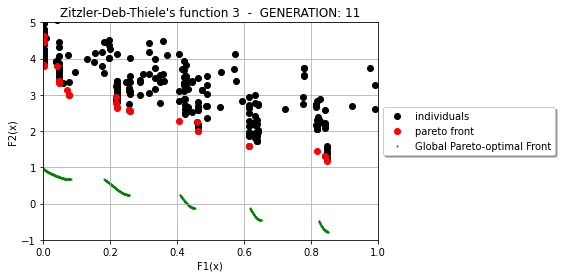 Zitzler-Deb-Thiele's function 3 - GENERATION: 11
5
4
3
2
1
0
−1
F2(x)
0.0 0.2 0.4 0.6 0.8 1.0
F1(x)
individuals
pareto front
Global Pareto-optimal Front